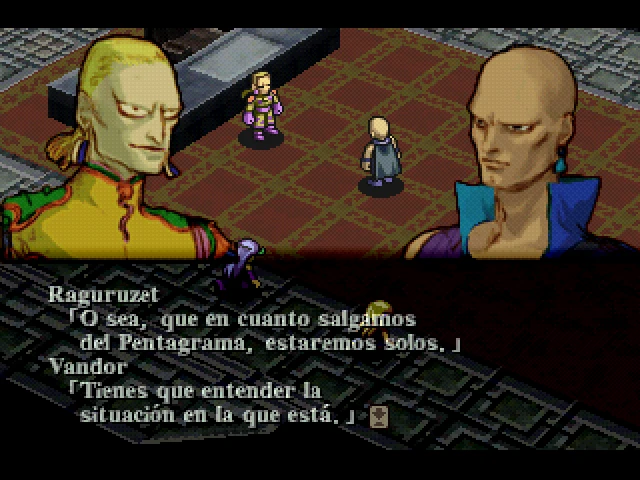 Raguruzet
「O sea, que en cuanto salgamos
del Pentagrama, estaremos solos.」
Vandor
「Tienes que entender la
situación en la que está.」